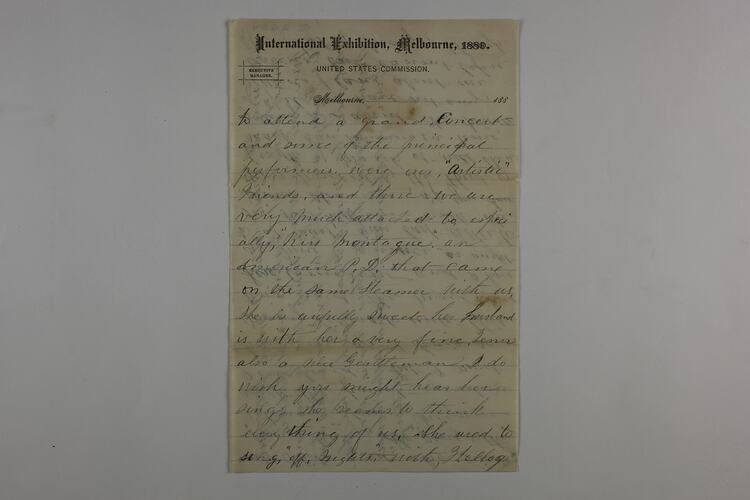 International Exhibition, Melbourne, 1880.
EXECUTIVE
MANAGER.
UNITED STATES COMMISSION.
Melbourne, 188
to attend a grand Concert
and some of the principal
performers were our "Artistic"
Friends, and three we are
very much attached to espec
ially, "Miss Montague" an
American P.D. that came
on the same Steamer with us,
she is awfully Sweet, her husband
is with her a very fine Tenor
also a nice Gentleman. I do
wish you might hear her
sing, she seems to think
everything of us, She used to
sing, "off, nights," with, Kellogg